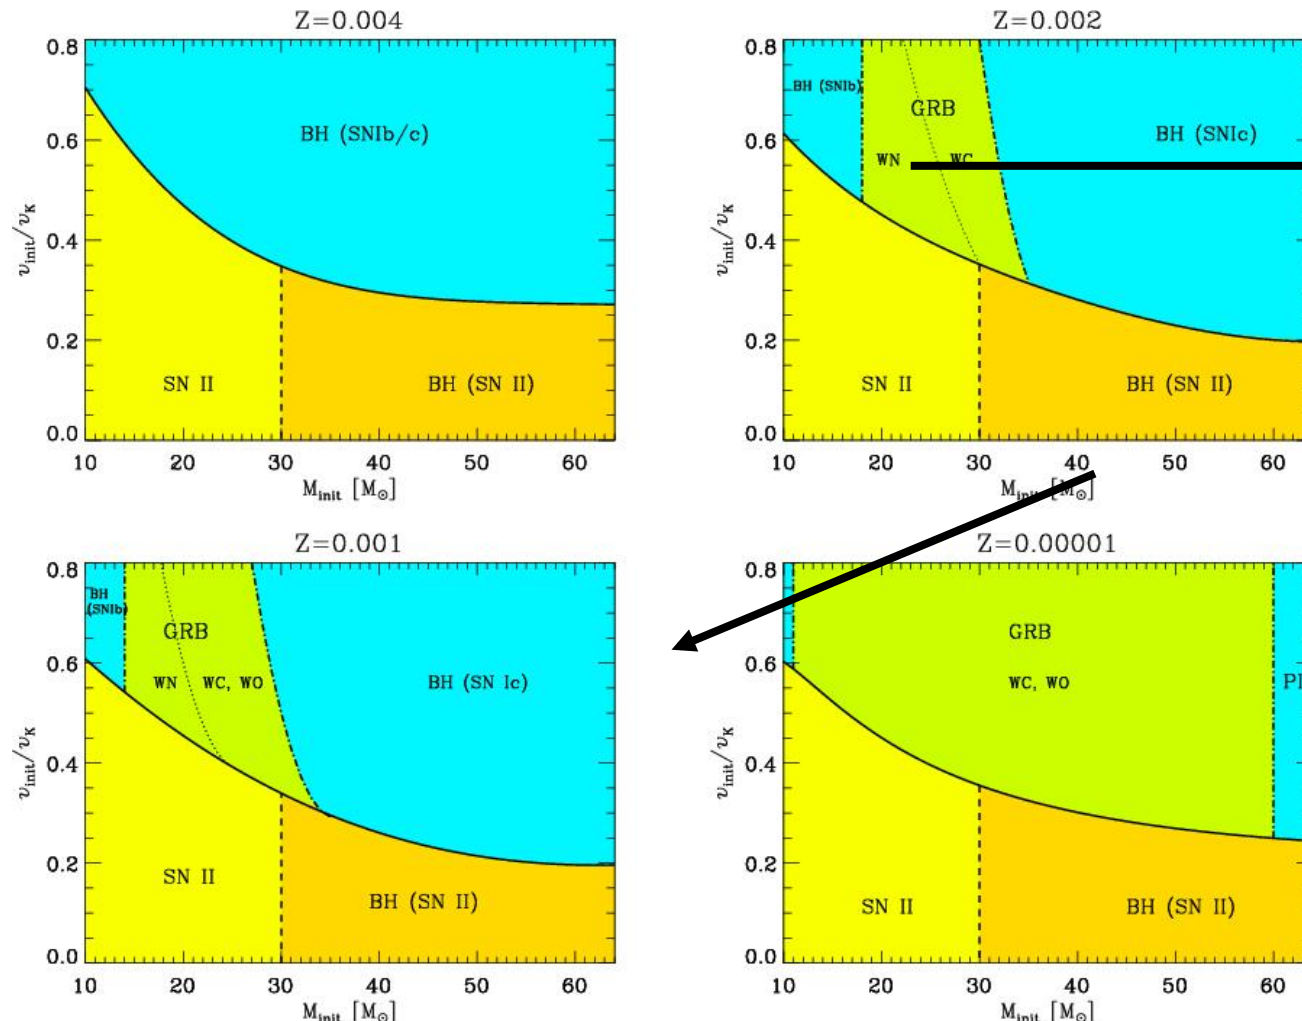 Z=0.004
0.8
0.6
0.4
0.2
0.0
v_init/v_K
BH (SNIb/c)
SN II
BH (SN II)
10 20 30 40 50 60
M_init [M_⊙]
Z=0.002
0.8
0.6
0.4
0.2
0.0
v_init/v_K
BH (SNIb)
GRB
WN WC
BH (SNIc)
SN II
BH (SN II)
10 20 30 40 50 60
M_init [M_⊙]
Z=0.001
0.8
0.6
0.4
0.2
0.0
v_init/v_K
BH
(SNIb)
GRB
WN WC, WO
BH (SN Ic)
SN II
BH (SN II)
10 20 30 40 50 60
M_init [M_⊙]
Z=0.00001
0.8
0.6
0.4
0.2
0.0
v_init/v_K
GRB
WC, WO
SN II
BH (SN II)
10 20 30 40 50 60
M_init [M_⊙]